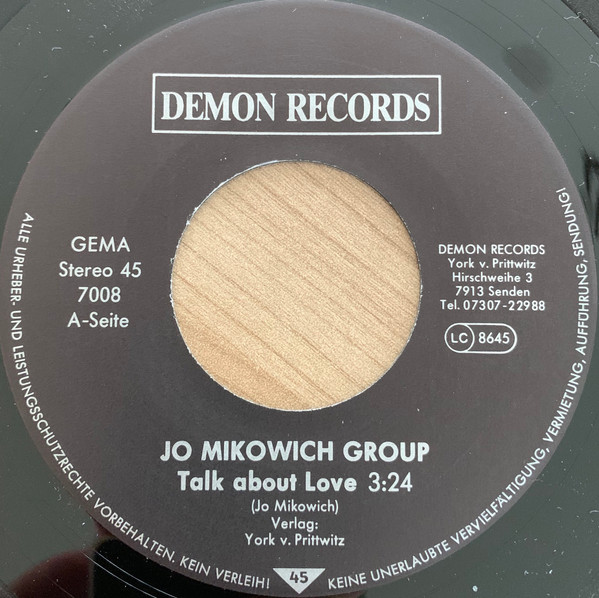 DEMON RECORDS
GEMA
Stereo 45
7008
A-Seite
DEMON RECORDS
York v. Prittwitz
Hirschweihe 3
7913 Senden
Tel. 07307-22988
LC 8645
JO MIKOWICH GROUP
Talk about Love 3:24
(Jo Mikowich)
Verlag:
York v. Prittwitz
ALLE URHEBER- UND LEISTUNGSSCHUTZRECHTE VORBEHALTEN. KEIN VERLEIH! 45 KEINE UNERLAUBTE VERVIELFÄLTIGUNG, VERMIETUNG, AUFFÜHRUNG, SENDUNG!